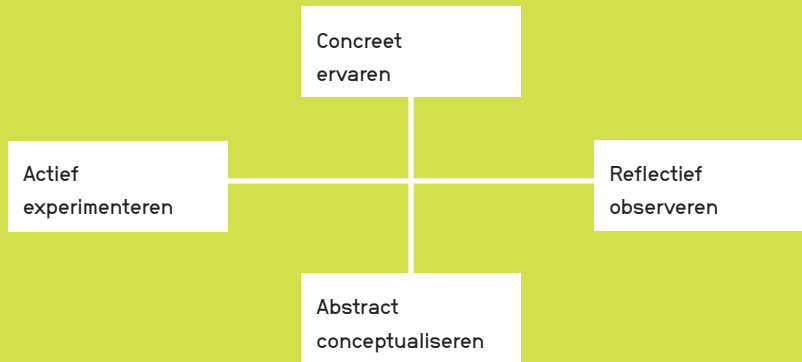 Concreet
ervaren
Actief
experimenteren
Reflectief
observeren
Abstract
conceptualiseren